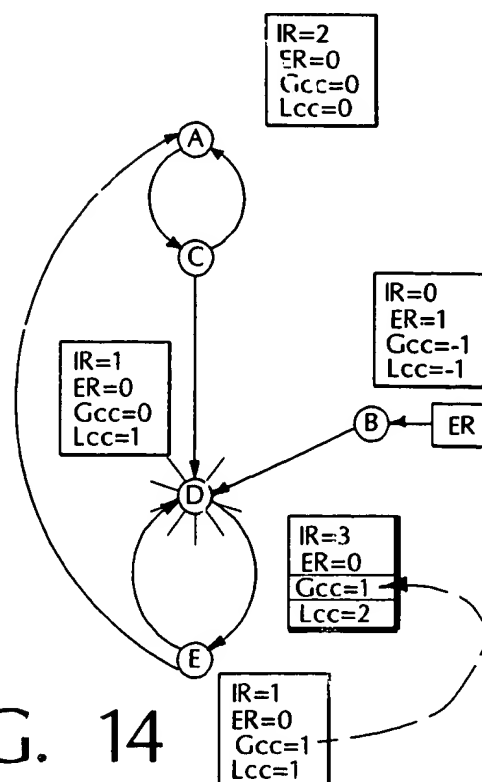 IR=2
ER=0
Gcc=0
Lcc=0
A
C
IR=0
ER=1
Gcc=-1
Lcc=-1
IR=1
ER=0
Gcc=0
Lcc=1
B
ER
D
IR=3
ER=0
Gcc=1
Lcc=2
E
IR=1
ER=0
Gcc=1
Lcc=1
G. 14